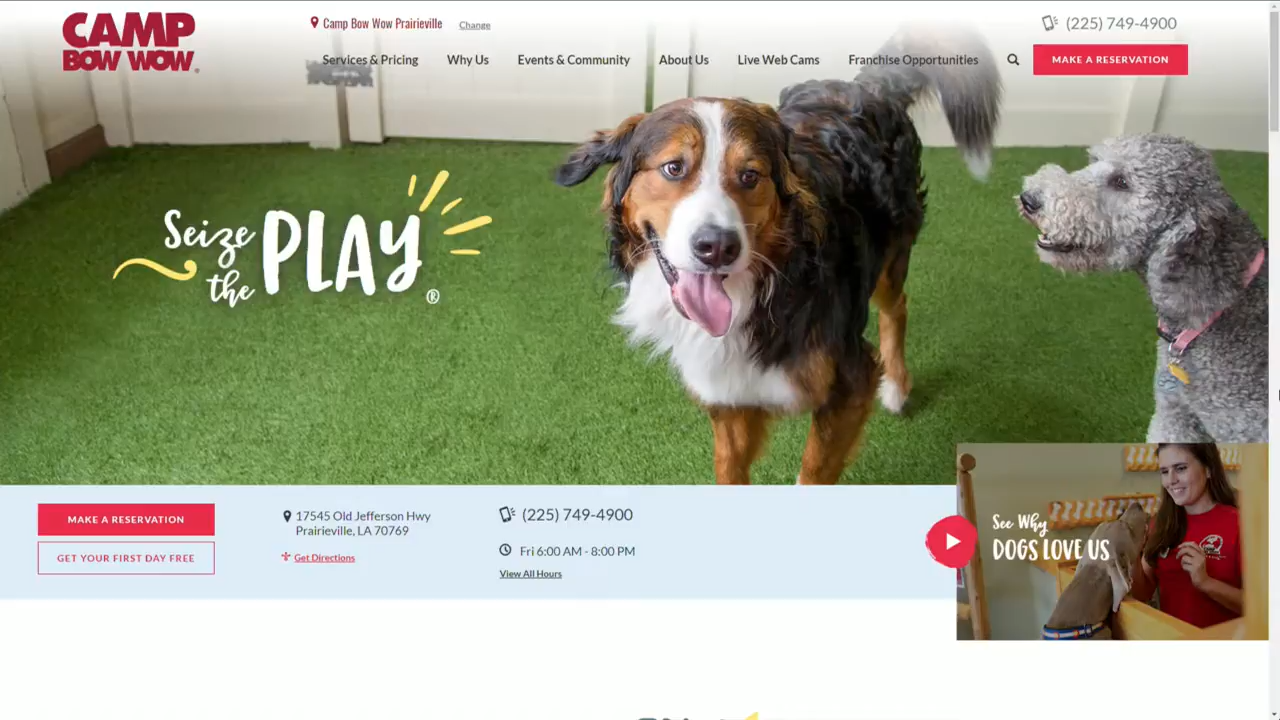 CAMP
BOW WOW
Camp Bow Wow Prairieville
Change
(225) 749-4900
Services & Pricing
Why Us
Events & Community
About Us
Live Web Cams
Franchise Opportunities
MAKE A RESERVATION
Seize
the PLAY®
MAKE A RESERVATION
GET YOUR FIRST DAY FREE
17545 Old Jefferson Hwy
Prairieville, LA 70769
Get Directions
(225) 749-4900
Fri 6:00 AM - 8:00 PM
View All Hours
See Why
DOGS LOVE US